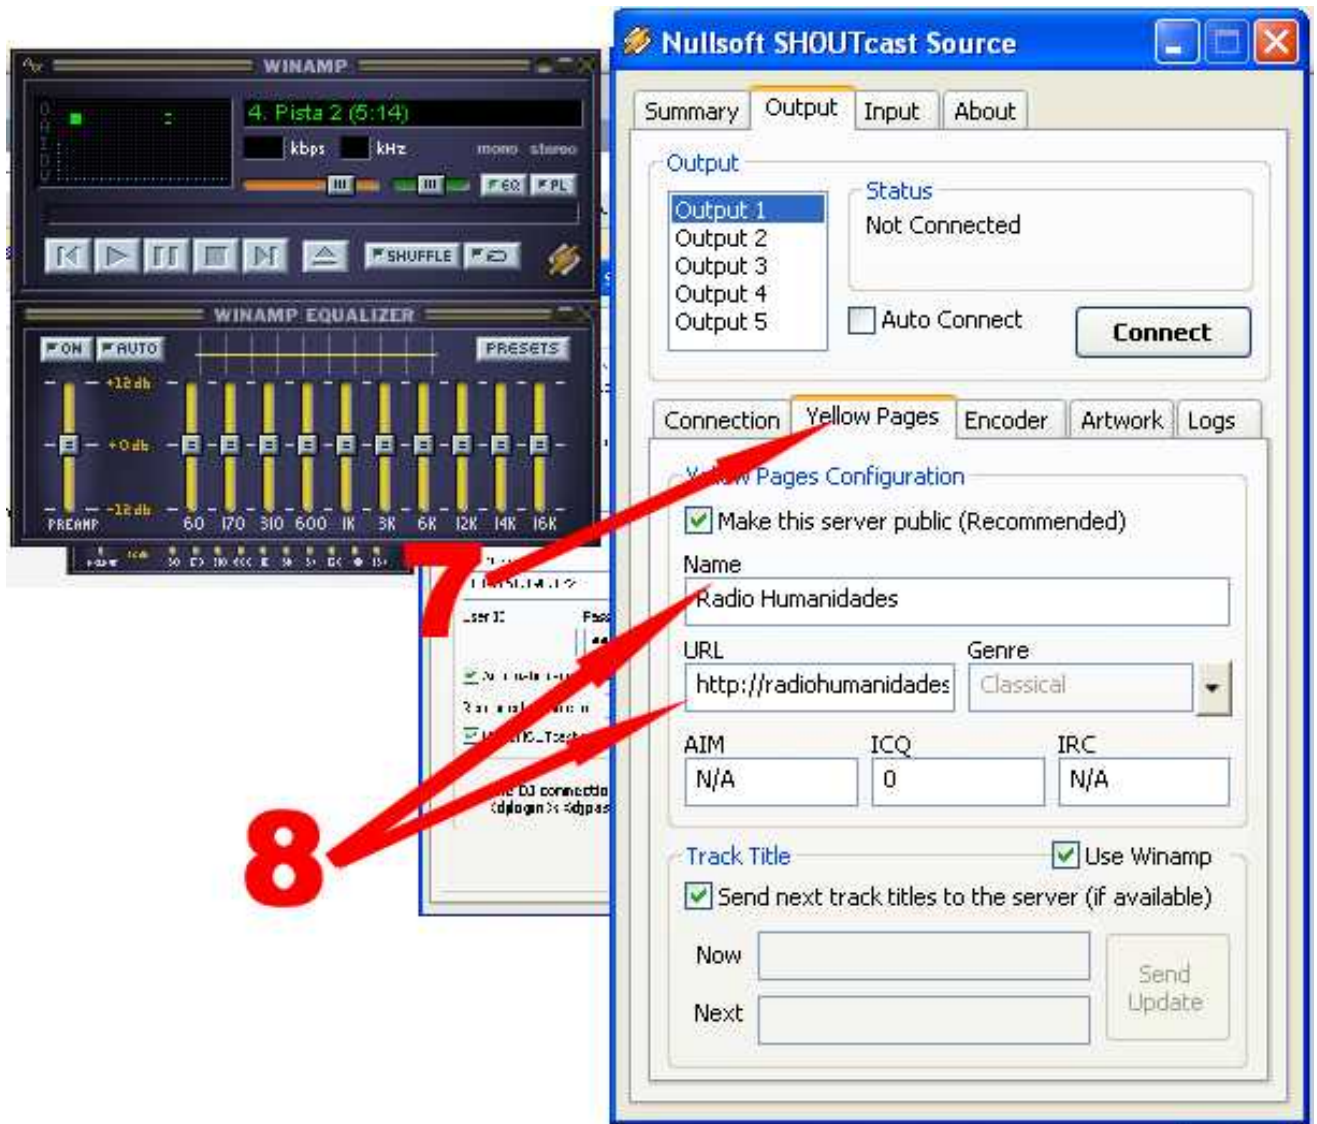 WINAMP
4. Pista 2 (5:14)
kbps kHz mono stereo
EQ PL
SHUFFLE
WINAMP EQUALIZER
ON AUTO PRESETS
+12 db
+0 db
-12 db
PREAMP 60 170 310 600 1K 3K 6K 12K 14K 16K
7
8
User ID
Nullsoft SHOUTcast Source
Summary Output Input About
Output
Output 1
Output 2
Output 3
Output 4
Output 5
Status
Not Connected
Auto Connect
Connect
Connection Yellow Pages Encoder Artwork Logs
Yellow Pages Configuration
Make this server public (Recommended)
Name
Radio Humanidades
URL Genre
http://radiohumanidades Classical
AIM ICQ IRC
N/A 0 N/A
Track Title Use Winamp
Send next track titles to the server (if available)
Now
Next
Send
Update